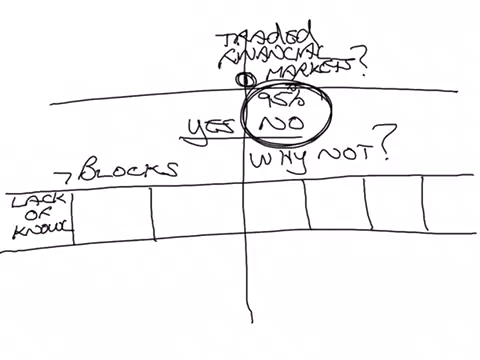 TRADED
FINANCIAL
MARKETS?
95%
YES NO
WHY NOT?
→ BLOCKS
LACK
OF
KNOW